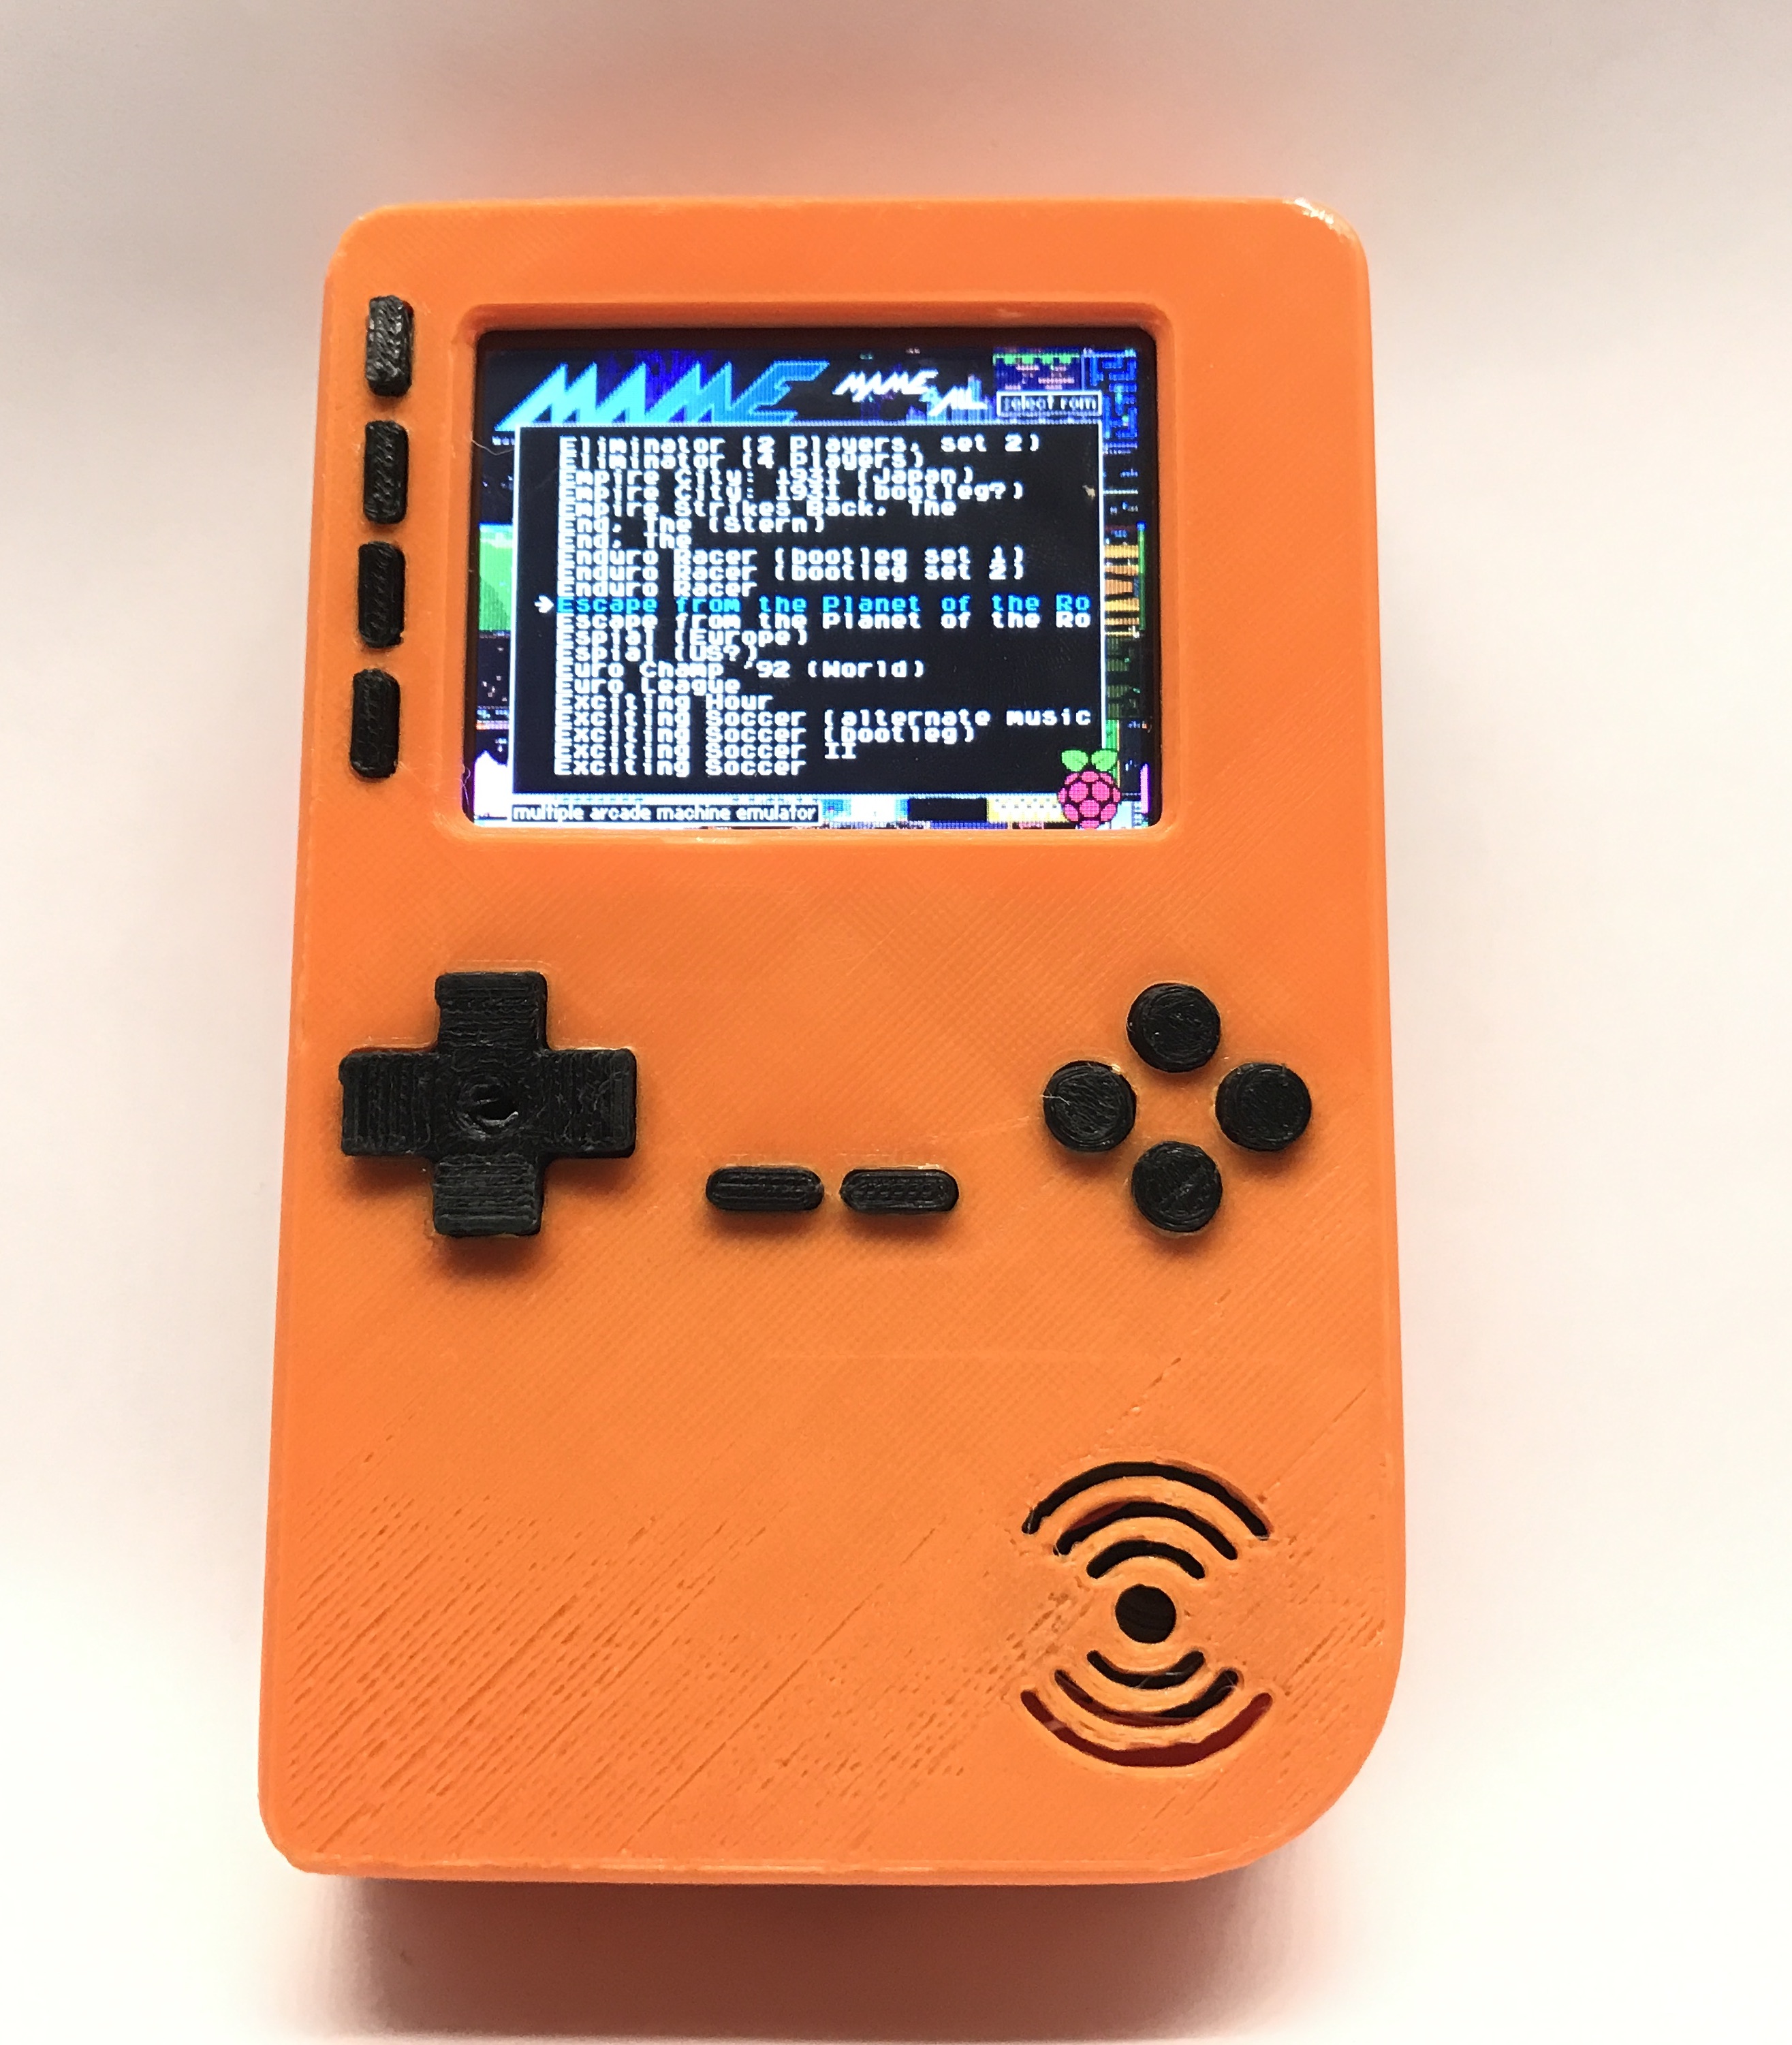 MAME
MAME4ALL
select rom
Eliminator (2 Players, set 2)
Eliminator (4 Players)
Empire City: 1931 (Japan)
Empire City: 1931 (bootleg?)
Empire Strikes Back, The
End, The (Stern)
End, The
Enduro Racer (bootleg set 1)
Enduro Racer (bootleg set 2)
Enduro Racer
Escape from the Planet of the Ro
Escape from the Planet of the Ro
Espial (Europe)
Espial (US?)
Euro Champ '92 (World)
Euro League
Exciting Hour
Exciting Soccer (alternate music
Exciting Soccer (bootleg)
Exciting Soccer II
Exciting Soccer
multiple arcade machine emulator